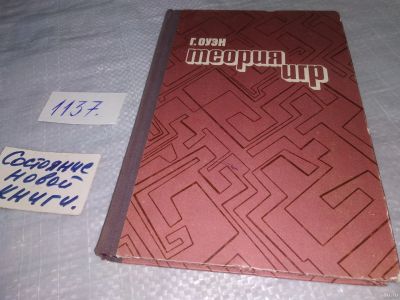 Г. ОУЭН
теория
игр
1137.
Состояние
новой
книги.